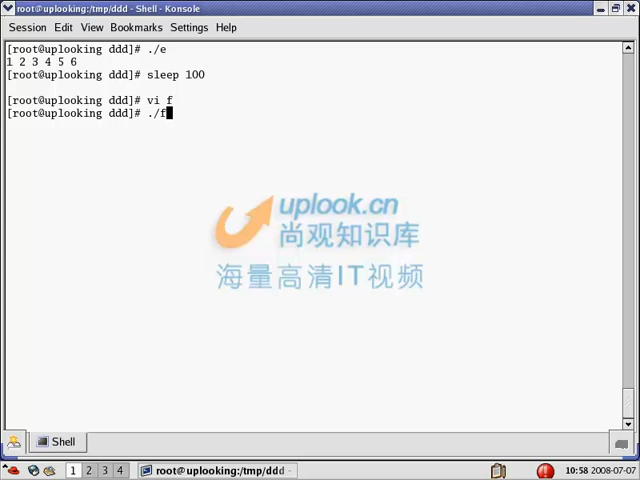 root@uplooking:/tmp/ddd - Shell - Konsole
Session Edit View Bookmarks Settings Help
[root@uplooking ddd]# ./e
1 2 3 4 5 6
[root@uplooking ddd]# sleep 100
[root@uplooking ddd]# vi f
[root@uplooking ddd]# ./f
uplook.cn
尚观知识库
海量高清IT视频
Shell
1 2 3 4 root@uplooking:/tmp/ddd - 10:58 2008-07-07